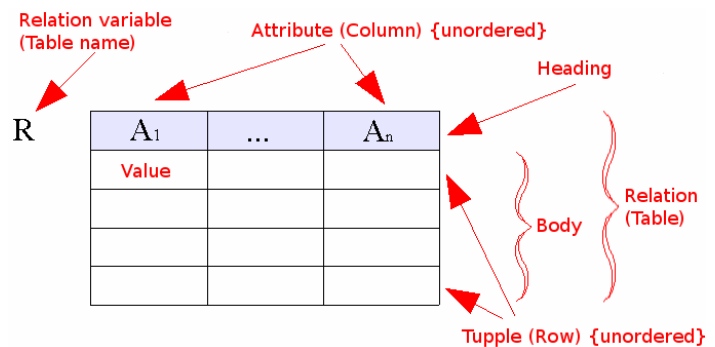 Relation variable
(Table name)
Attribute (Column) {unordered}
Heading
R
A1
...
An
Value
Relation
(Table)
Body
Tupple (Row) {unordered}